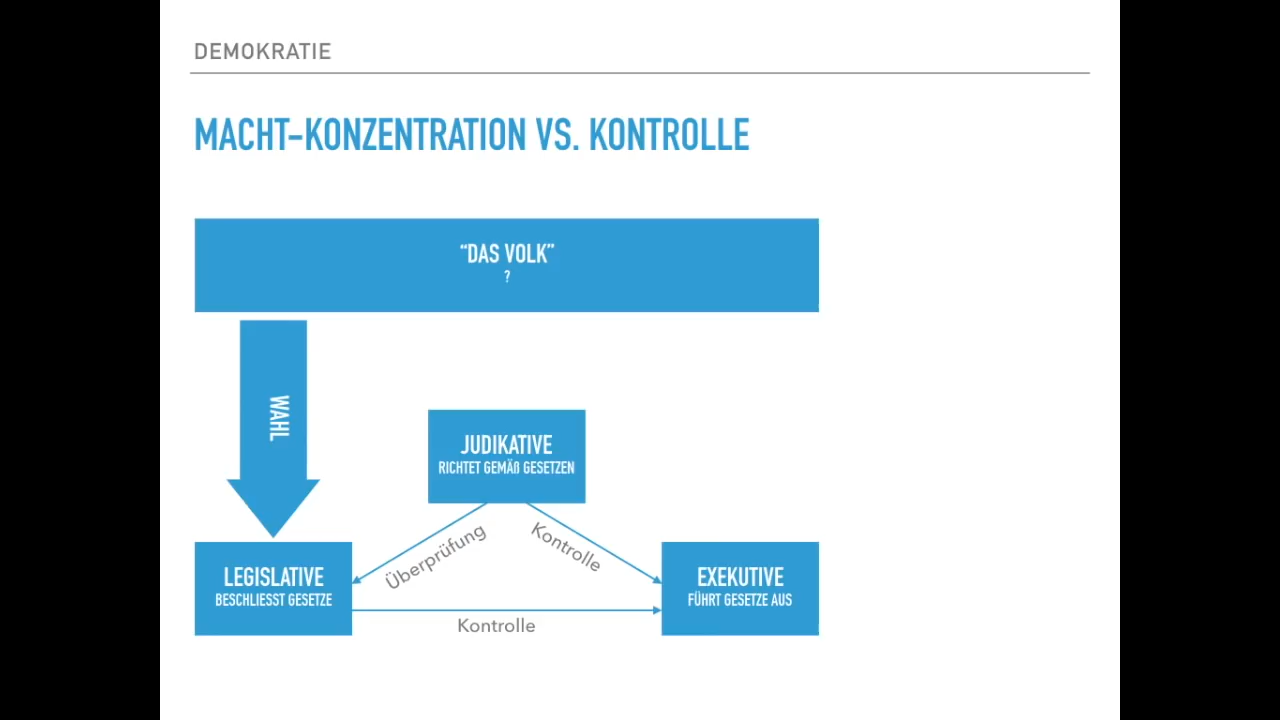 DEMOKRATIE
MACHT-KONZENTRATION VS. KONTROLLE
“DAS VOLK”
?
WAHL
JUDIKATIVE
RICHTET GEMÄß GESETZEN
Überprüfung
Kontrolle
LEGISLATIVE
BESCHLIESST GESETZE
EXEKUTIVE
FÜHRT GESETZE AUS
Kontrolle